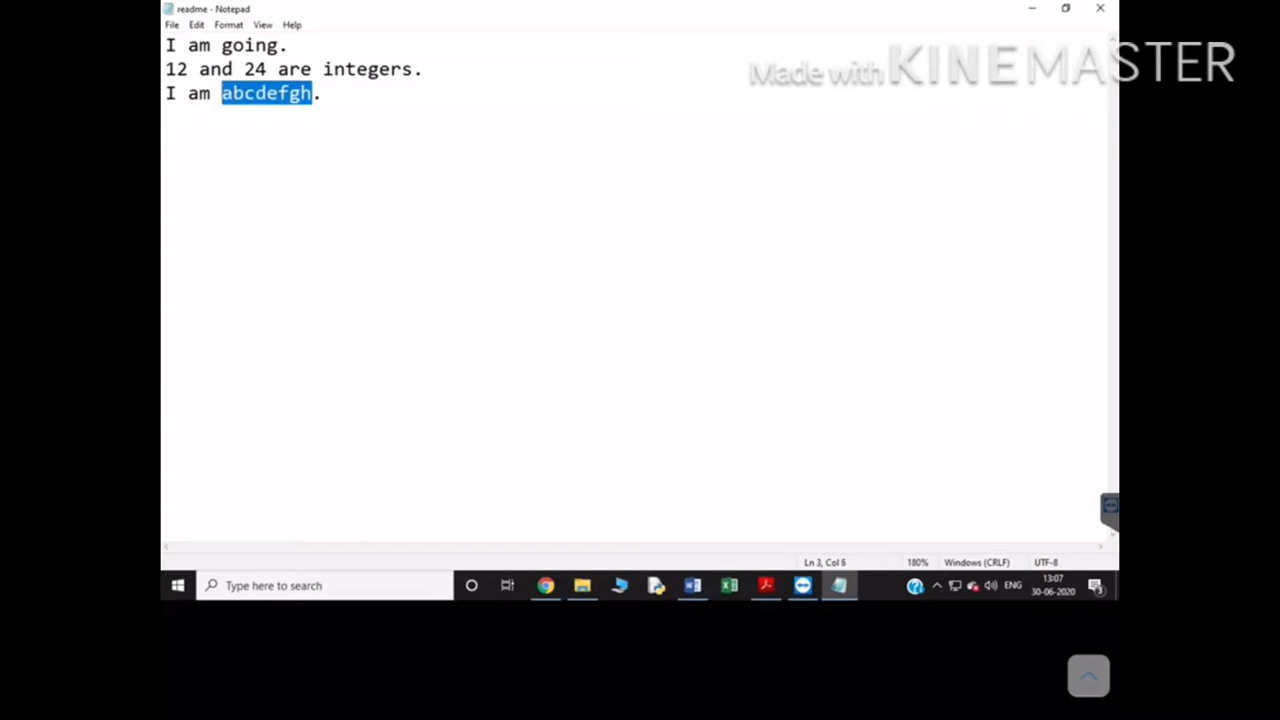 readme - Notepad
File Edit Format View Help
I am going.
12 and 24 are integers.
I am abcdefgh.
Made with KINEMASTER
Ln 3, Col 6 180% Windows (CRLF) UTF-8
Type here to search
ENG
13:07
30-06-2020
3